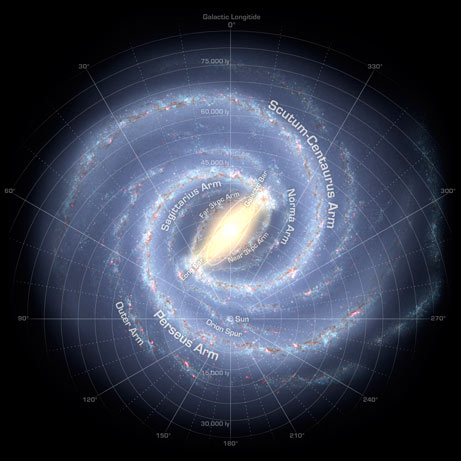 Galactic Longitide
0°
30°
330°
75,000 ly
60,000 ly
Scutum-Centaurus Arm
45,000 ly
60°
300°
Sagittarius Arm
Far 3kpc Arm
Norma Arm
Near 3kpc Arm
Sun
90°
270°
Orion Spur
Outer Arm
Perseus Arm
15,000 ly
120°
240°
30,000 ly
150°
210°
180°